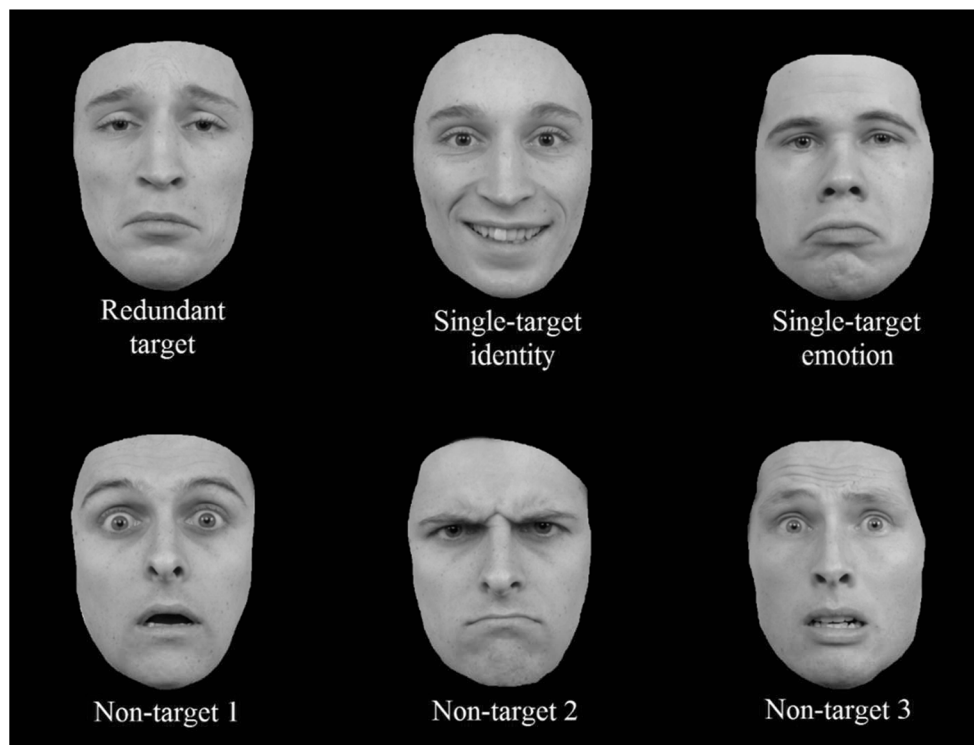 Redundant
target
Single-target
identity
Single-target
emotion
Non-target 1
Non-target 2
Non-target 3